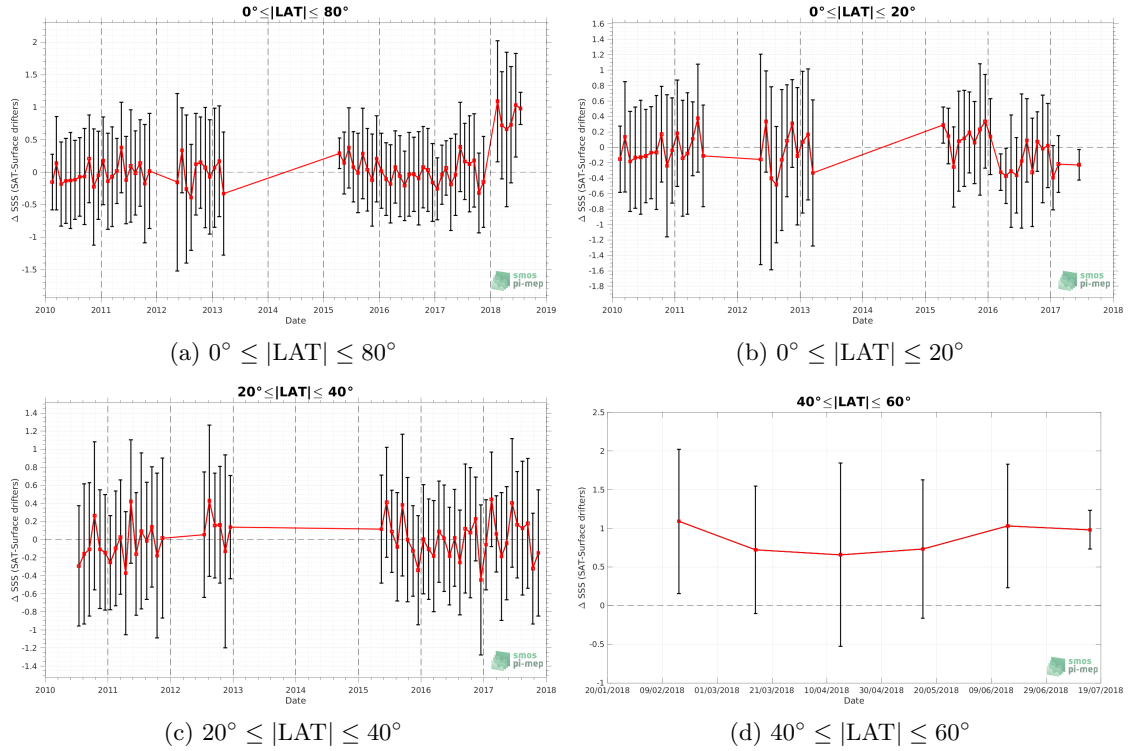 0°≤|LAT|≤ 80°
2
1.5
1
0.5
0
-0.5
-1
-1.5
Δ SSS (SAT-Surface drifters)
2010 2011 2012 2013 2014 2015 2016 2017 2018 2019
Date
smos
pi-mep
(a) 0° ≤ |LAT| ≤ 80°
0°≤|LAT|≤ 20°
1.6
1.4
1.2
1
0.8
0.6
0.4
0.2
0
-0.2
-0.4
-0.6
-0.8
-1
-1.2
-1.4
-1.6
-1.8
Δ SSS (SAT-Surface drifters)
2010 2011 2012 2013 2014 2015 2016 2017 2018
Date
smos
pi-mep
(b) 0° ≤ |LAT| ≤ 20°
20°≤|LAT|≤ 40°
1.4
1.2
1
0.8
0.6
0.4
0.2
0
-0.2
-0.4
-0.6
-0.8
-1
-1.2
-1.4
Δ SSS (SAT-Surface drifters)
2010 2011 2012 2013 2014 2015 2016 2017 2018
Date
smos
pi-mep
(c) 20° ≤ |LAT| ≤ 40°
40°≤|LAT|≤ 60°
2.5
2
1.5
1
0.5
0
-0.5
-1
Δ SSS (SAT-Surface drifters)
20/01/2018 09/02/2018 01/03/2018 21/03/2018 10/04/2018 30/04/2018 20/05/2018 09/06/2018 29/06/2018 19/07/2018
Date
smos
pi-mep
(d) 40° ≤ |LAT| ≤ 60°